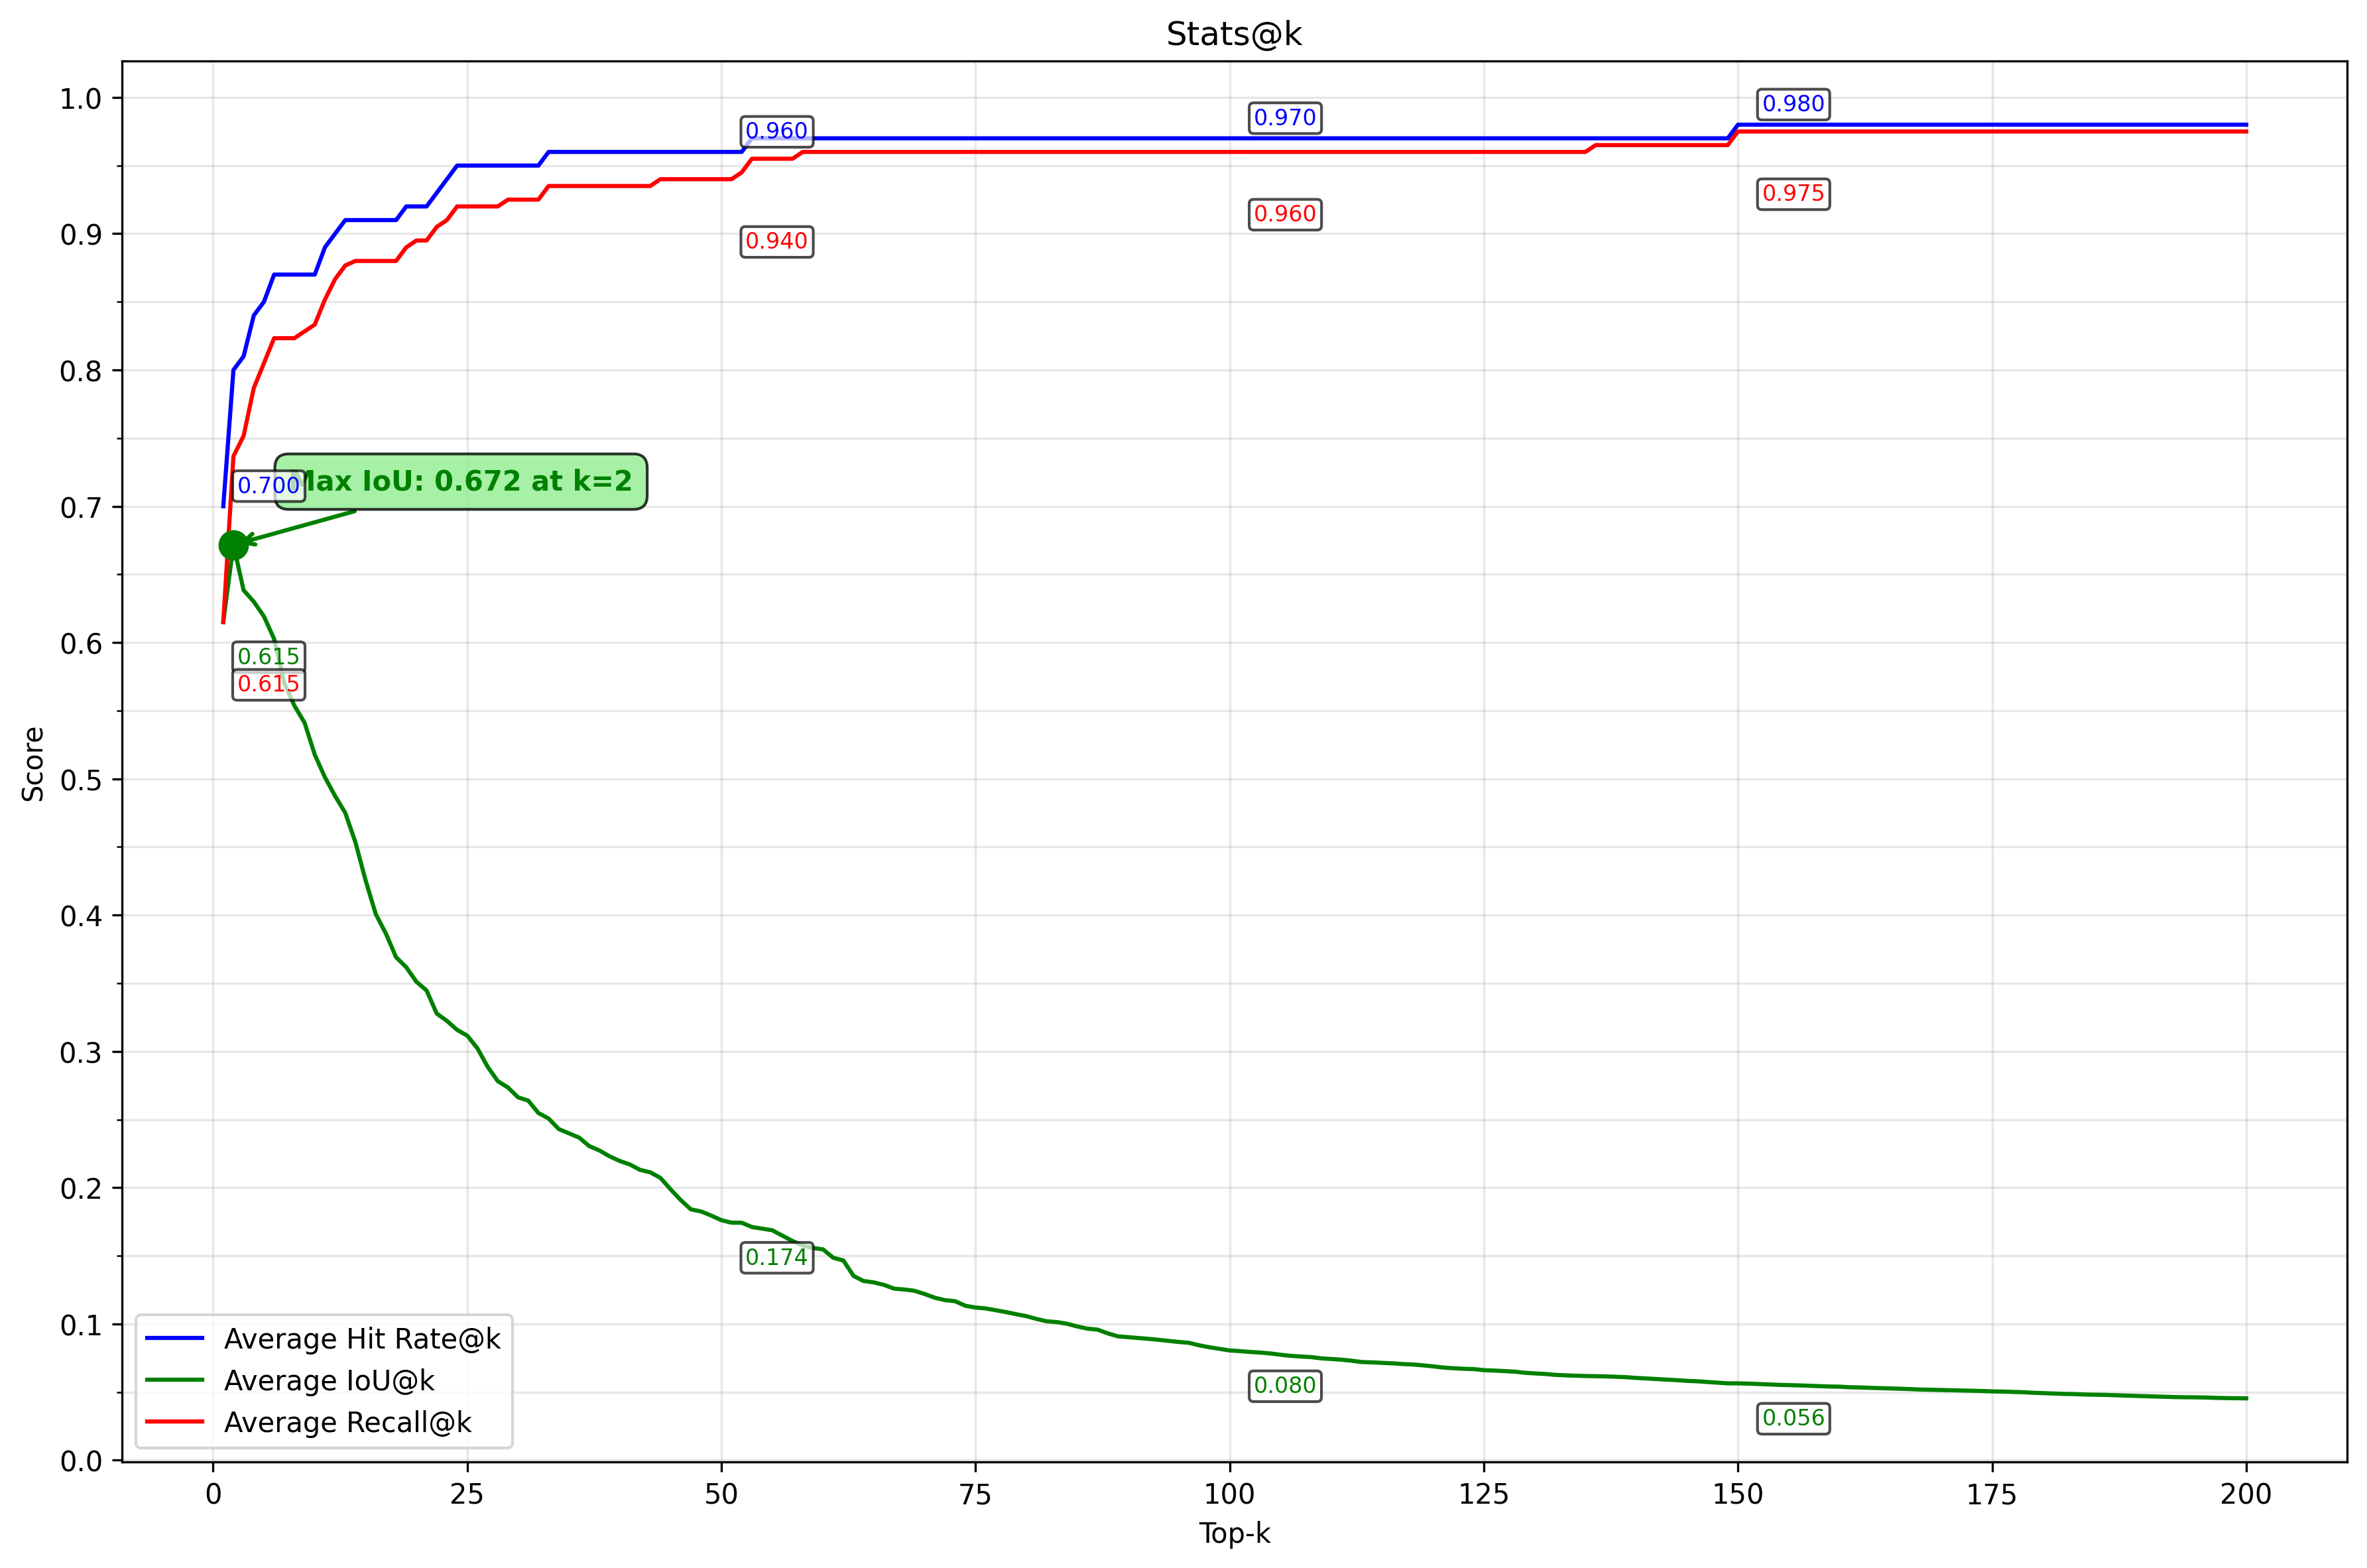 Stats@k
1.0
0.9
0.8
0.7
0.6
0.5
0.4
0.3
0.2
0.1
0.0
Score
0.960
0.970
0.980
0.940
0.960
0.975
0.700
Max IoU: 0.672 at k=2
0.615
0.615
0.174
0.080
0.056
Average Hit Rate@k
Average IoU@k
Average Recall@k
0 25 50 75 100 125 150 175 200
Top-k